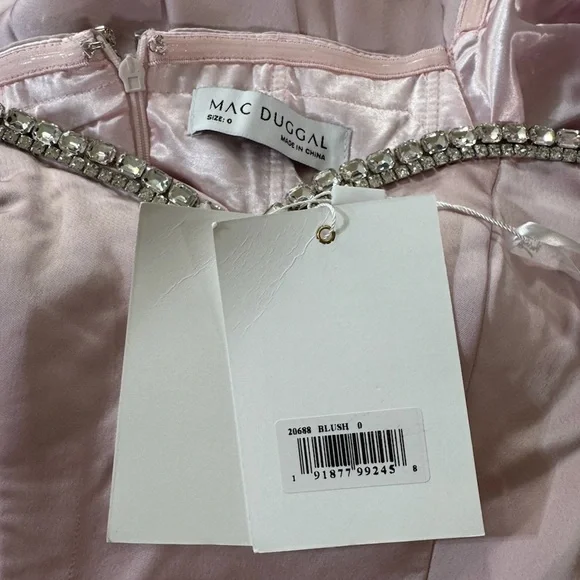 MAC DUGGAL
SIZE: 0
MADE IN CHINA
20688 BLUSH 0
1 91877 99245 8